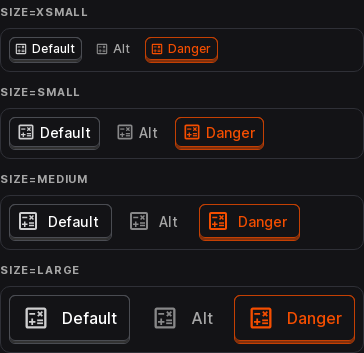 SIZE=XSMALL
Default Alt Danger
SIZE=SMALL
Default Alt Danger
SIZE=MEDIUM
Default Alt Danger
SIZE=LARGE
Default Alt Danger